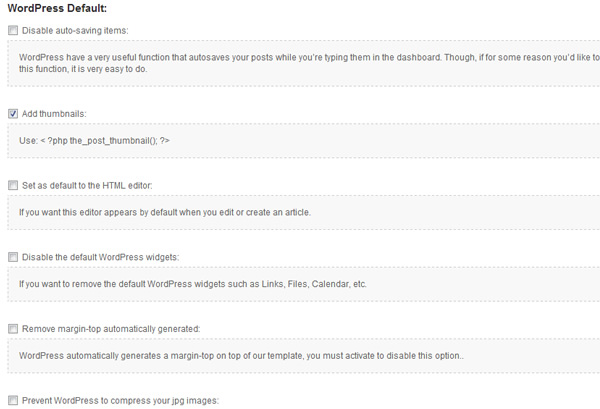 WordPress Default:
Disable auto-saving items:
WordPress have a very useful function that autosaves your posts while you're typing them in the dashboard. Though, if for some reason you'd like to
this function, it is very easy to do.
Add thumbnails:
Use: < ?php the_post_thumbnail(); ?>
Set as default to the HTML editor:
If you want this editor appears by default when you edit or create an article.
Disable the default WordPress widgets:
If you want to remove the default WordPress widgets such as Links, Files, Calendar, etc.
Remove margin-top automatically generated:
WordPress automatically generates a margin-top on top of our template, you must activate to disable this option..
Prevent WordPress to compress your jpg images: